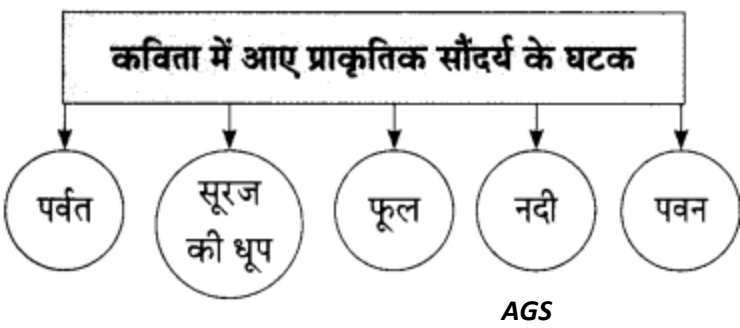 कविता में आए प्राकृतिक सौंदर्य के घटक
पर्वत
सूरज
की धूप
फूल
नदी
पवन
AGS